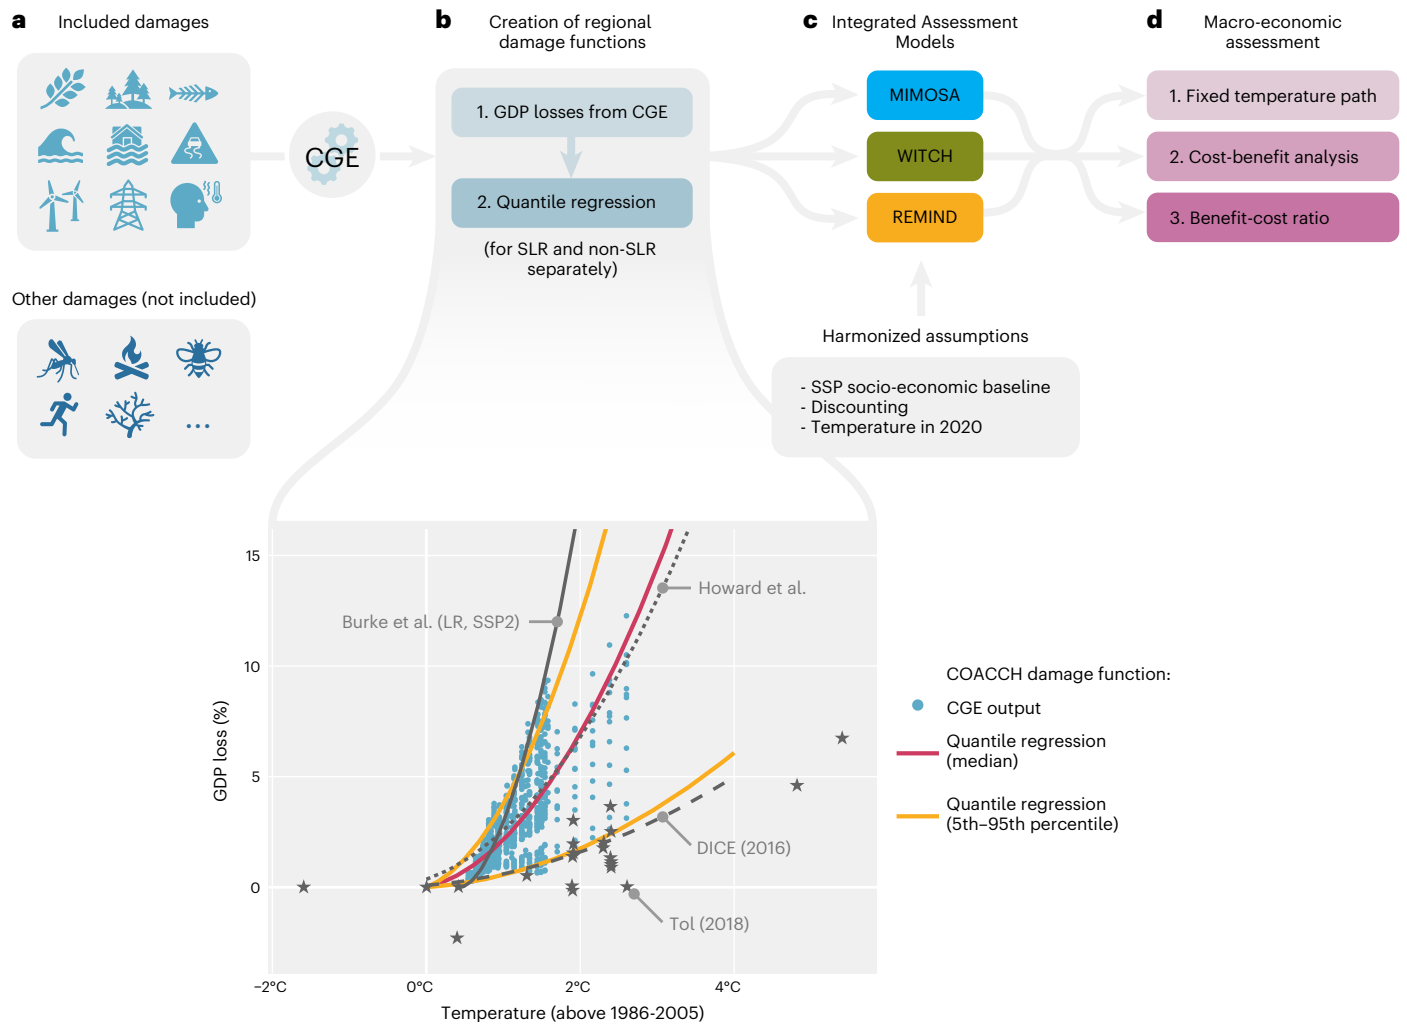 a Included damages
CGE
Other damages (not included)
...
b Creation of regional
damage functions
1. GDP losses from CGE
2. Quantile regression
(for SLR and non-SLR
separately)
c Integrated Assessment
Models
MIMOSA
WITCH
REMIND
Harmonized assumptions
- SSP socio-economic baseline
- Discounting
- Temperature in 2020
d Macro-economic
assessment
1. Fixed temperature path
2. Cost-benefit analysis
3. Benefit-cost ratio
GDP loss (%)
15
10
5
0
Burke et al. (LR, SSP2)
Howard et al.
DICE (2016)
Tol (2018)
−2°C
0°C
2°C
4°C
Temperature (above 1986-2005)
COACCH damage function:
CGE output
Quantile regression
(median)
Quantile regression
(5th–95th percentile)